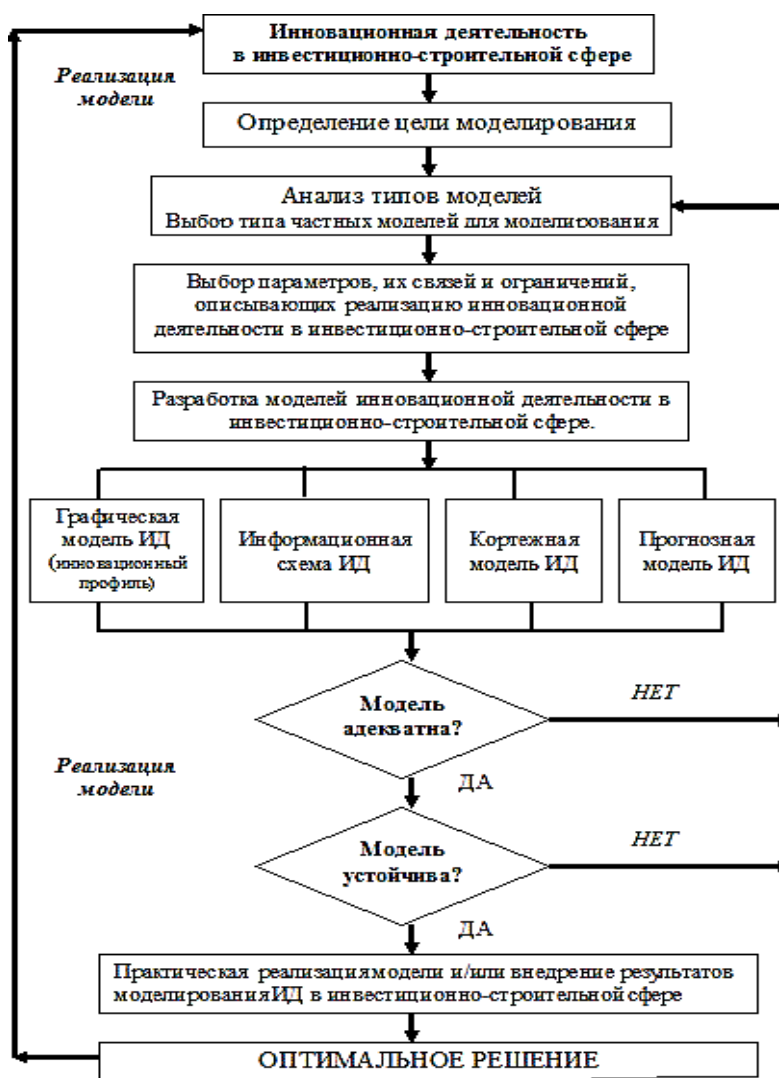 Инновационная деятельность
в инвестиционно-строительной сфере
Реализация
модели
Определение цели моделирования
Анализ типов моделей
Выбор типа частных моделей для моделирования
Выбор параметров, их связей и ограничений,
описывающих реализацию инновационной
деятельности в инвестиционно-строительной сфере
Разработка моделей инновационной деятельности в
инвестиционно-строительной сфере.
Графическая
модель ИД
(инновационный
профиль)
Информационная
схема ИД
Кортежная
модель ИД
Прогнозная
модель ИД
Модель
адекватна?
НЕТ
ДА
Реализация
модели
Модель
устойчива?
НЕТ
ДА
Практическая реализация модели и/или внедрение результатов
моделирования ИД в инвестиционно-строительной сфере
ОПТИМАЛЬНОЕ РЕШЕНИЕ